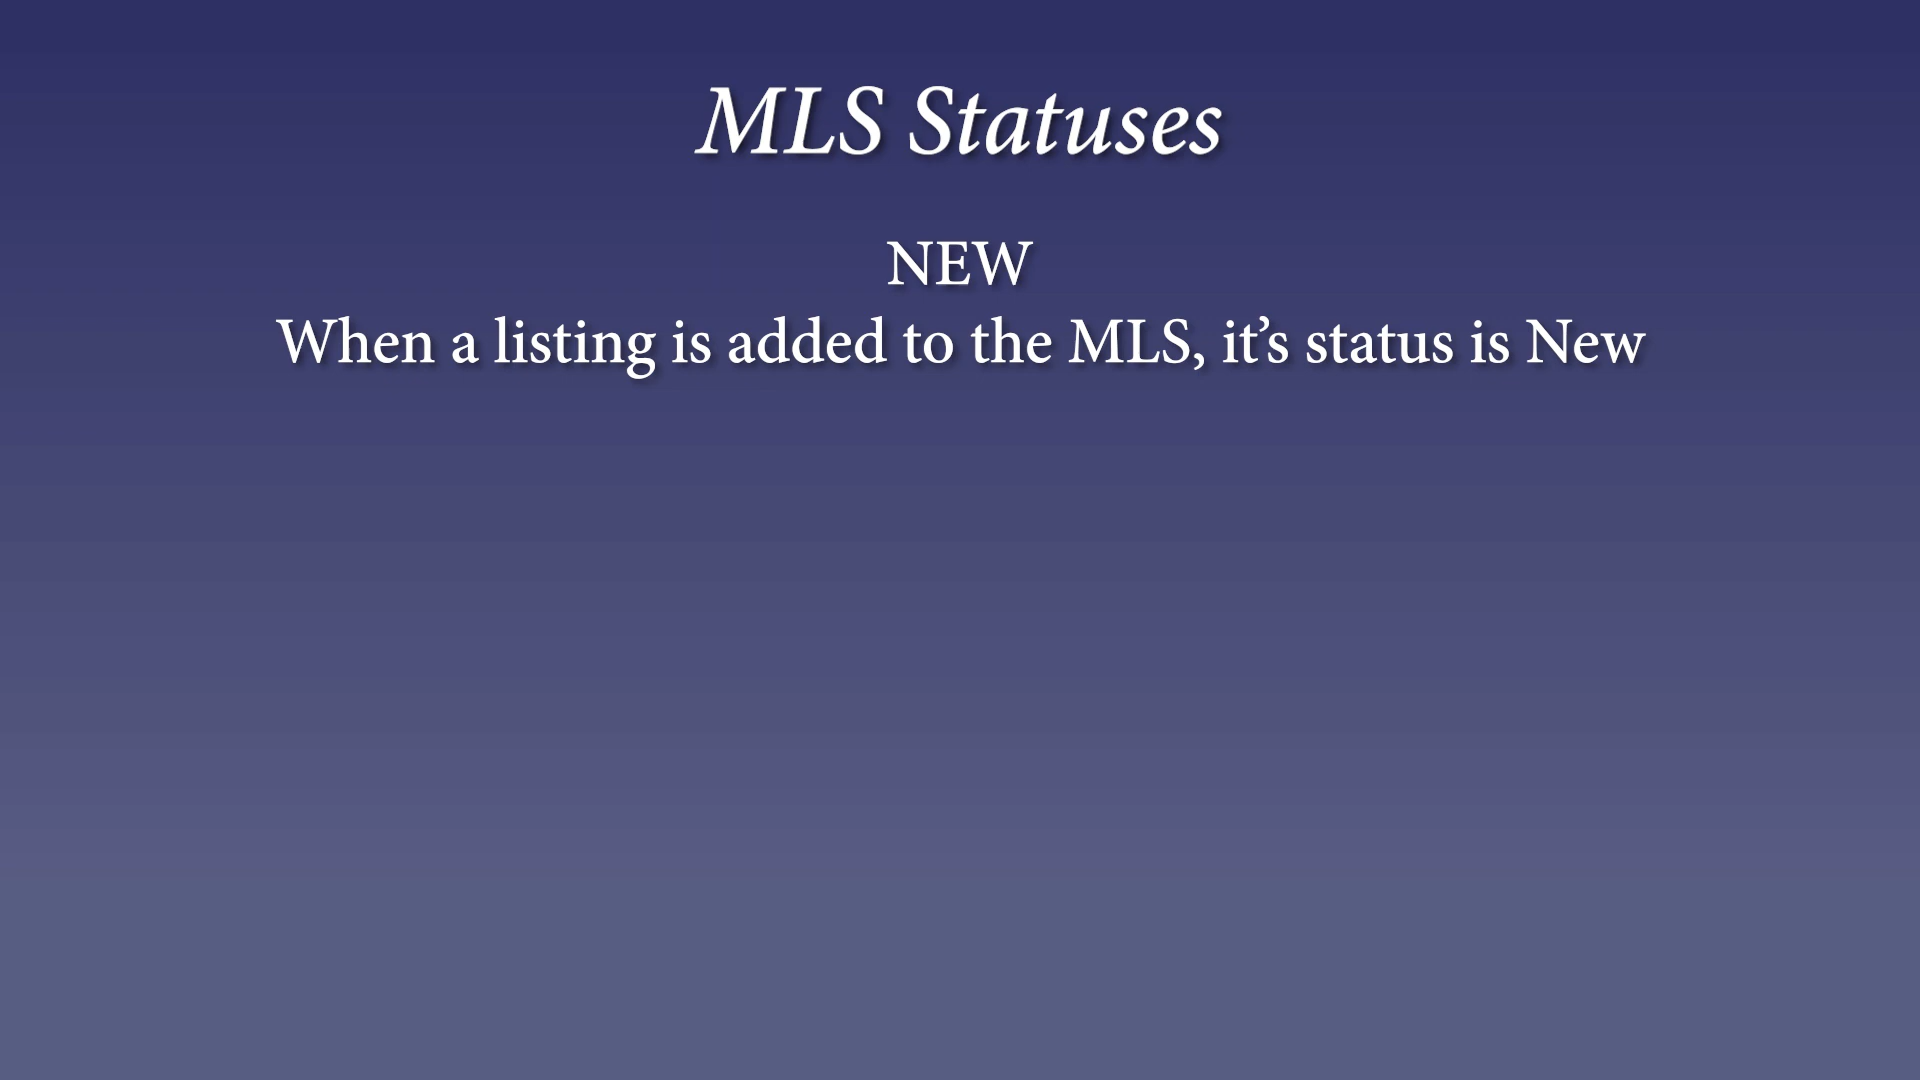 MLS Statuses
NEW
When a listing is added to the MLS, it’s status is New